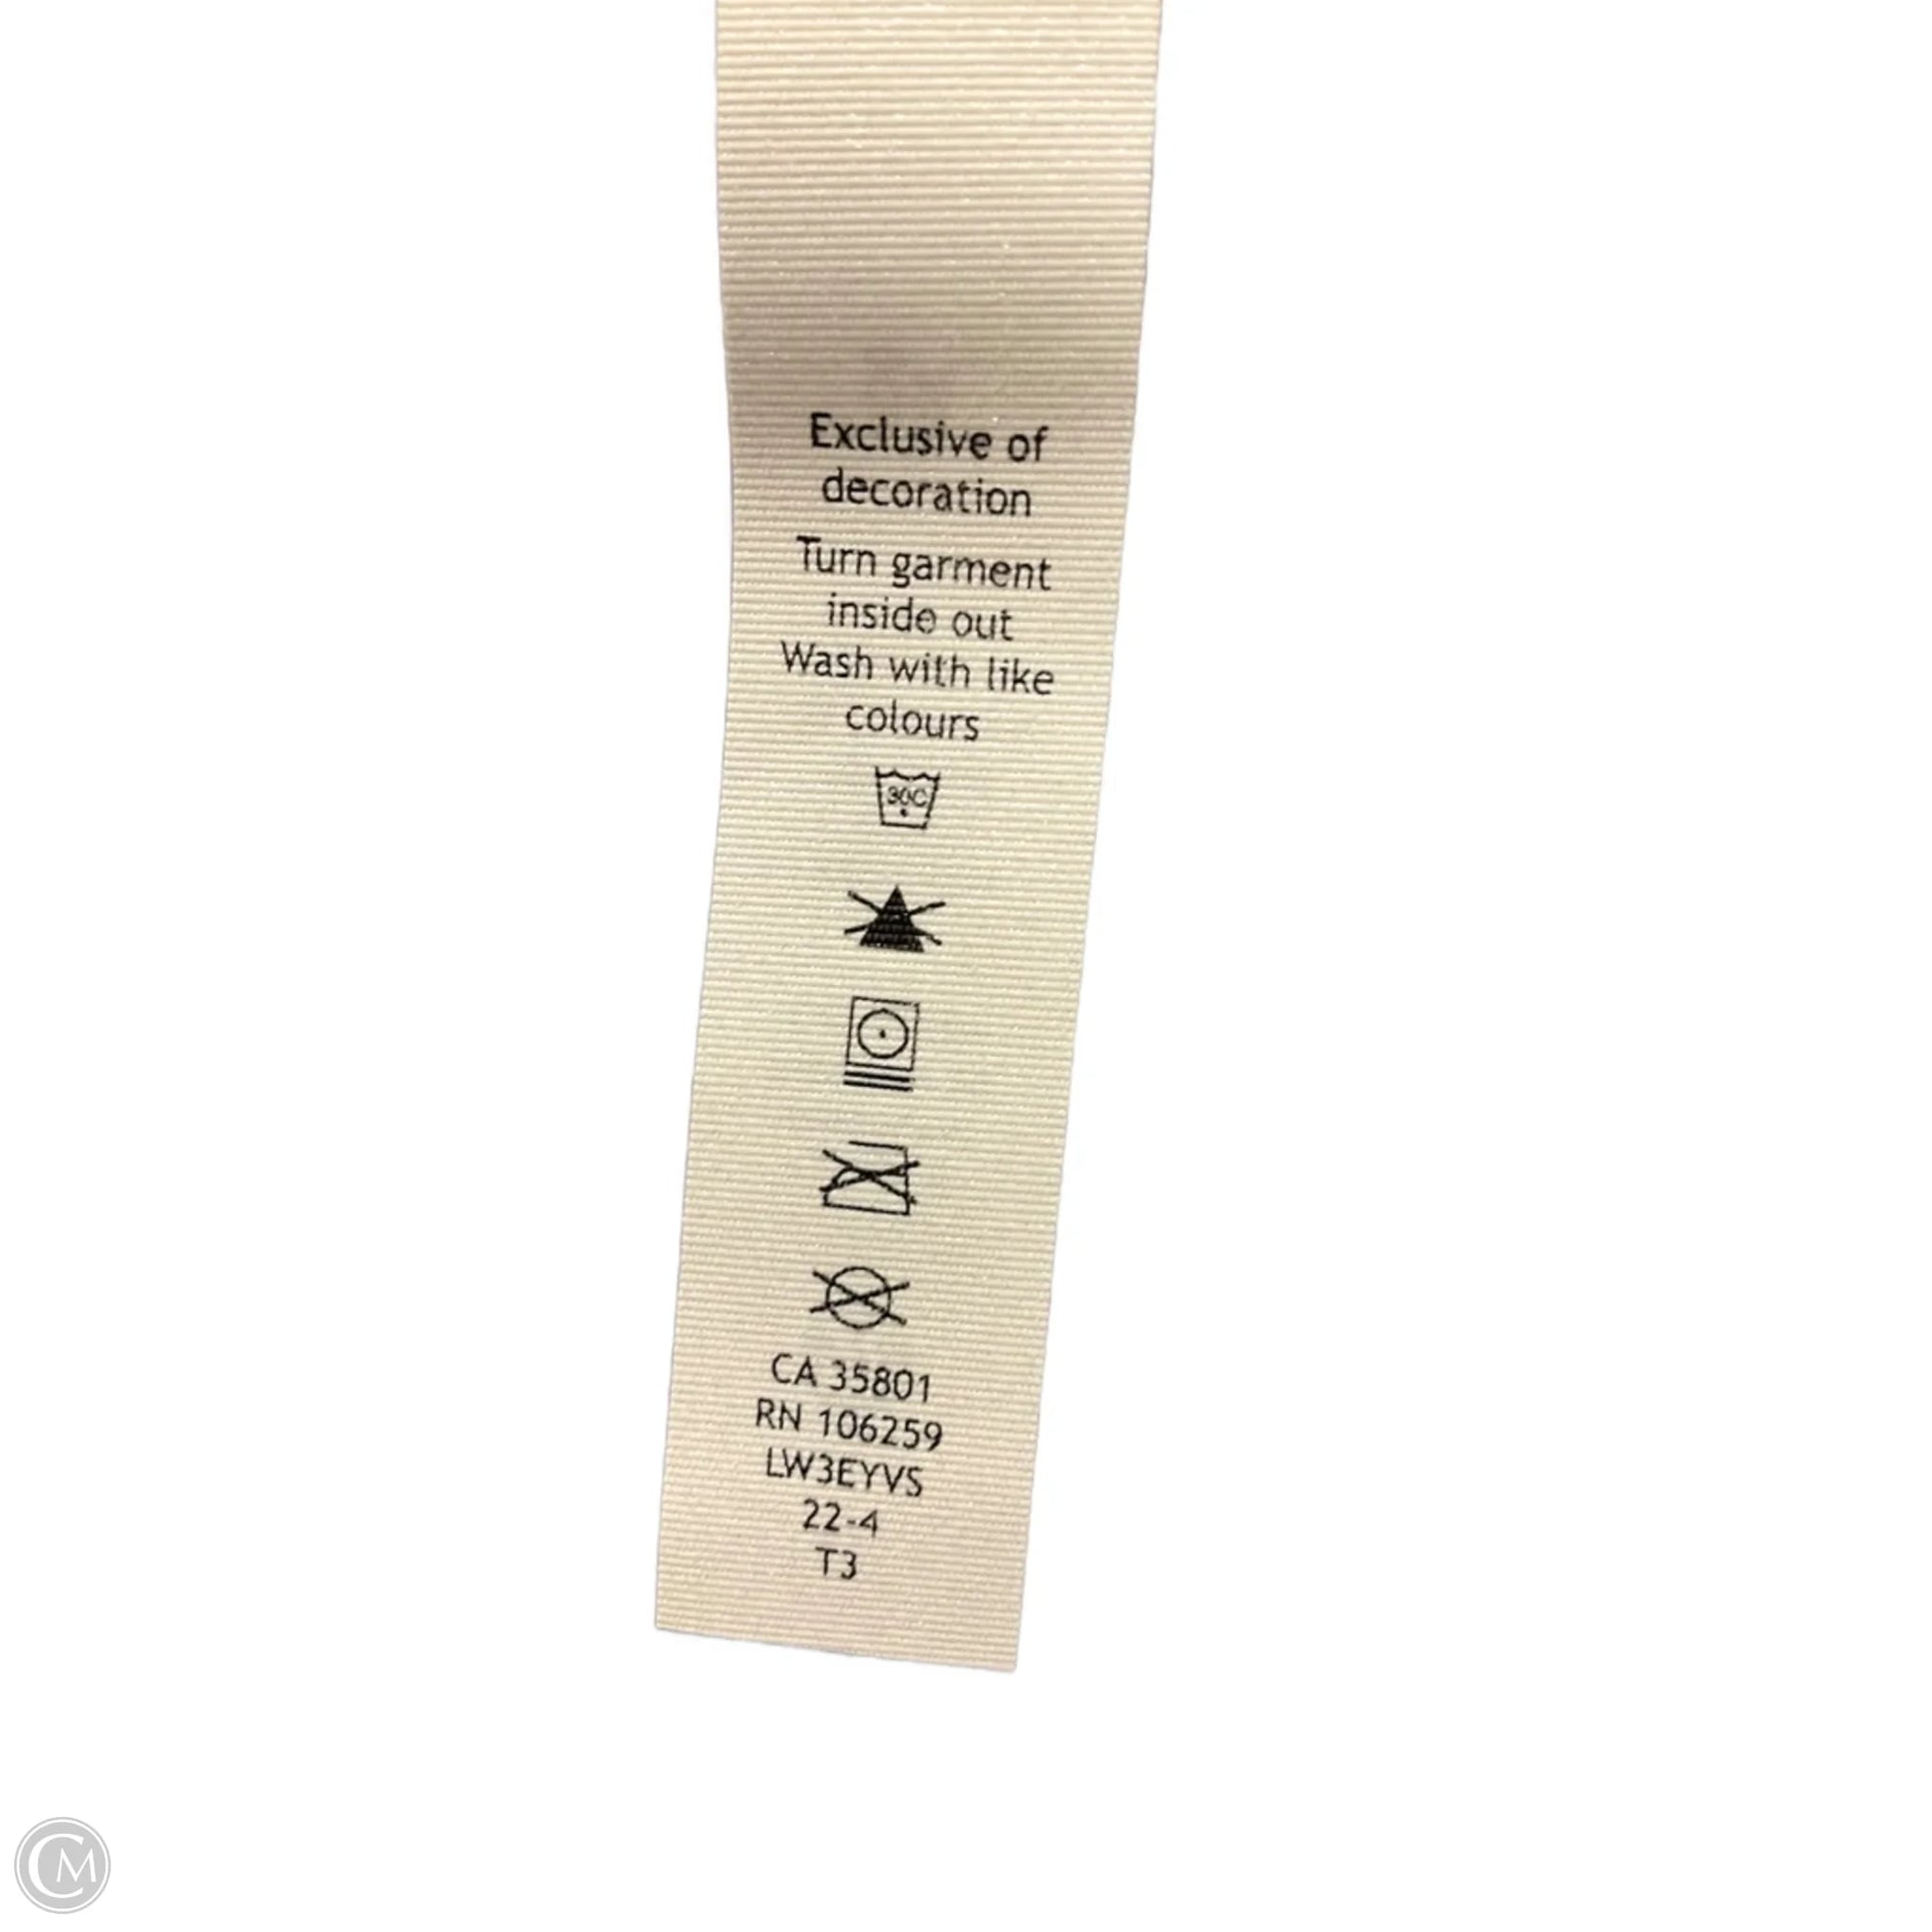 Exclusive of
decoration
Turn garment
inside out
Wash with like
colours
30C
CA 35801
RN 106259
LW3EYVS
22-4
T3
CM